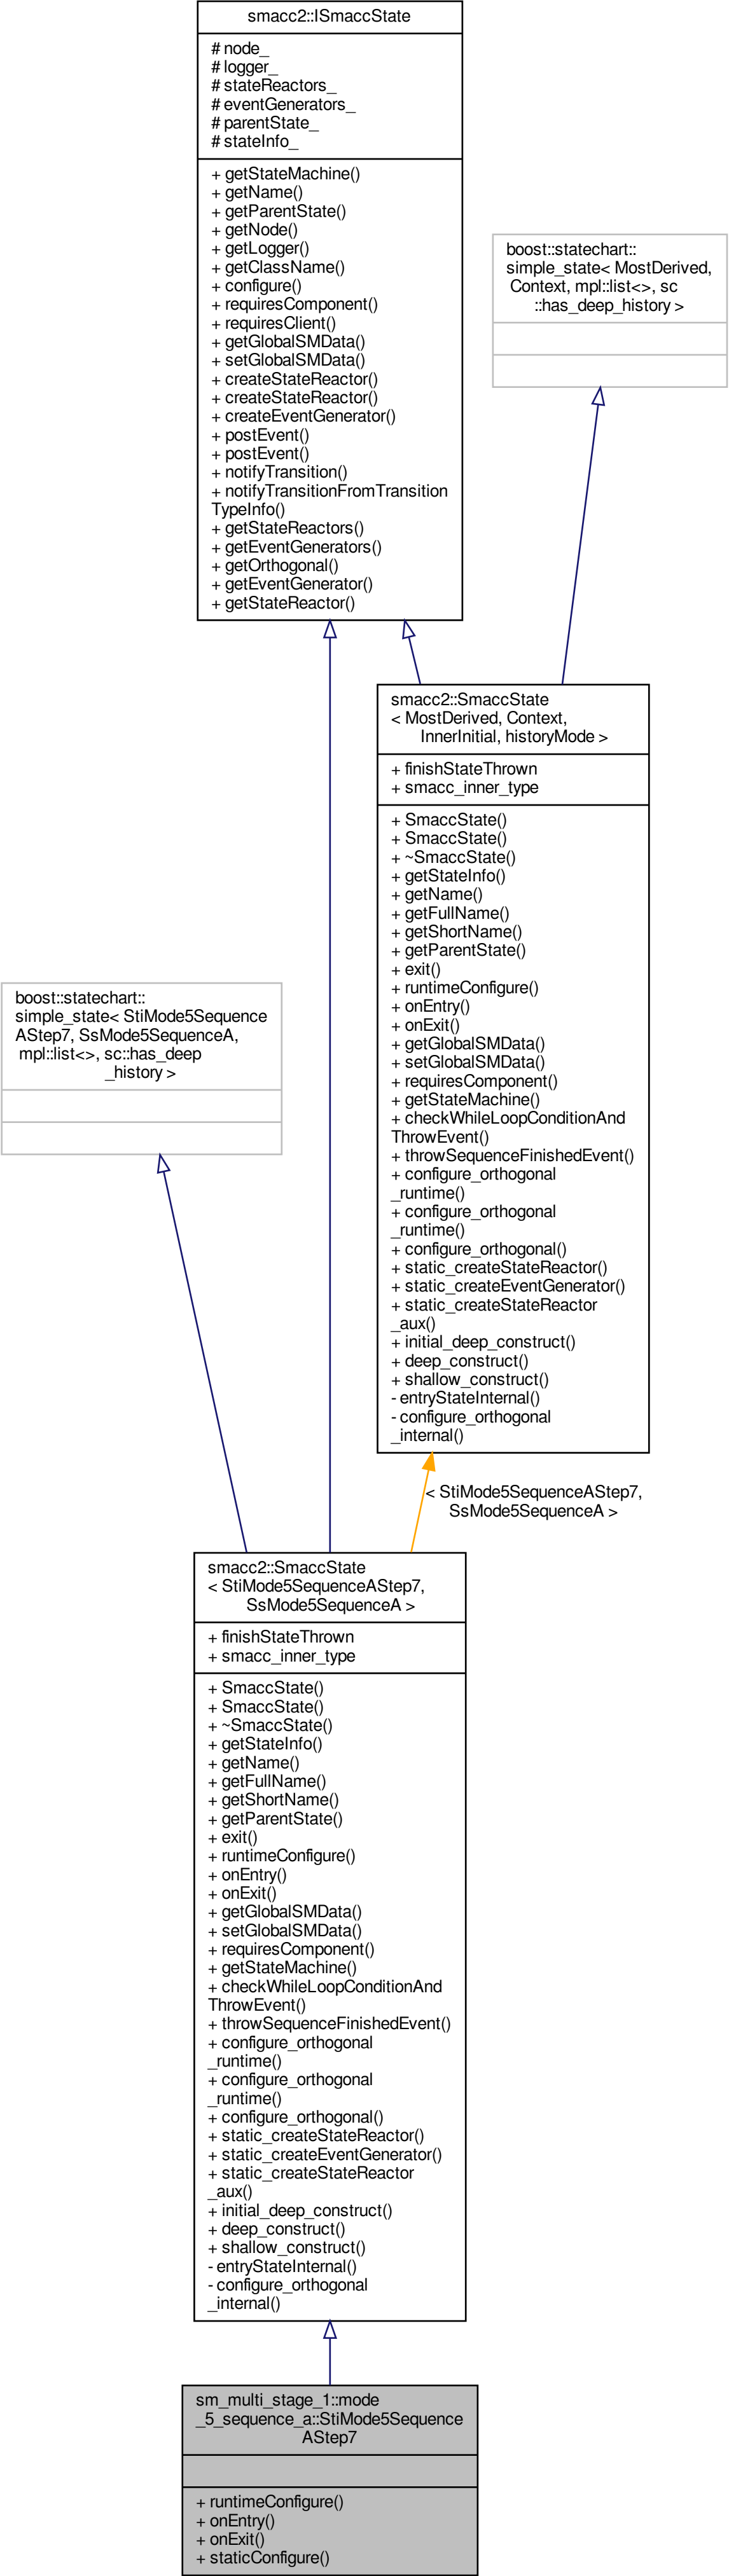 smacc2::ISmaccState
# node_
# logger_
# stateReactors_
# eventGenerators_
# parentState_
# stateInfo_
+ getStateMachine()
+ getName()
+ getParentState()
+ getNode()
+ getLogger()
+ getClassName()
+ configure()
+ requiresComponent()
+ requiresClient()
+ getGlobalSMData()
+ setGlobalSMData()
+ createStateReactor()
+ createStateReactor()
+ createEventGenerator()
+ postEvent()
+ postEvent()
+ notifyTransition()
+ notifyTransitionFromTransition
TypeInfo()
+ getStateReactors()
+ getEventGenerators()
+ getOrthogonal()
+ getEventGenerator()
+ getStateReactor()
boost::statechart::
simple_state< MostDerived,
Context, mpl::list<>, sc
::has_deep_history >
smacc2::SmaccState
< MostDerived, Context,
InnerInitial, historyMode >
+ finishStateThrown
+ smacc_inner_type
+ SmaccState()
+ SmaccState()
+ ~SmaccState()
+ getStateInfo()
+ getName()
+ getFullName()
+ getShortName()
+ getParentState()
+ exit()
+ runtimeConfigure()
+ onEntry()
+ onExit()
+ getGlobalSMData()
+ setGlobalSMData()
+ requiresComponent()
+ getStateMachine()
+ checkWhileLoopConditionAnd
ThrowEvent()
+ throwSequenceFinishedEvent()
+ configure_orthogonal
_runtime()
+ configure_orthogonal
_runtime()
+ configure_orthogonal()
+ static_createStateReactor()
+ static_createEventGenerator()
+ static_createStateReactor
_aux()
+ initial_deep_construct()
+ deep_construct()
+ shallow_construct()
- entryStateInternal()
- configure_orthogonal
_internal()
boost::statechart::
simple_state< StiMode5Sequence
AStep7, SsMode5SequenceA,
mpl::list<>, sc::has_deep
_history >
< StiMode5SequenceAStep7,
SsMode5SequenceA >
smacc2::SmaccState
< StiMode5SequenceAStep7,
SsMode5SequenceA >
+ finishStateThrown
+ smacc_inner_type
+ SmaccState()
+ SmaccState()
+ ~SmaccState()
+ getStateInfo()
+ getName()
+ getFullName()
+ getShortName()
+ getParentState()
+ exit()
+ runtimeConfigure()
+ onEntry()
+ onExit()
+ getGlobalSMData()
+ setGlobalSMData()
+ requiresComponent()
+ getStateMachine()
+ checkWhileLoopConditionAnd
ThrowEvent()
+ throwSequenceFinishedEvent()
+ configure_orthogonal
_runtime()
+ configure_orthogonal
_runtime()
+ configure_orthogonal()
+ static_createStateReactor()
+ static_createEventGenerator()
+ static_createStateReactor
_aux()
+ initial_deep_construct()
+ deep_construct()
+ shallow_construct()
- entryStateInternal()
- configure_orthogonal
_internal()
sm_multi_stage_1::mode
_5_sequence_a::StiMode5Sequence
AStep7
+ runtimeConfigure()
+ onEntry()
+ onExit()
+ staticConfigure()